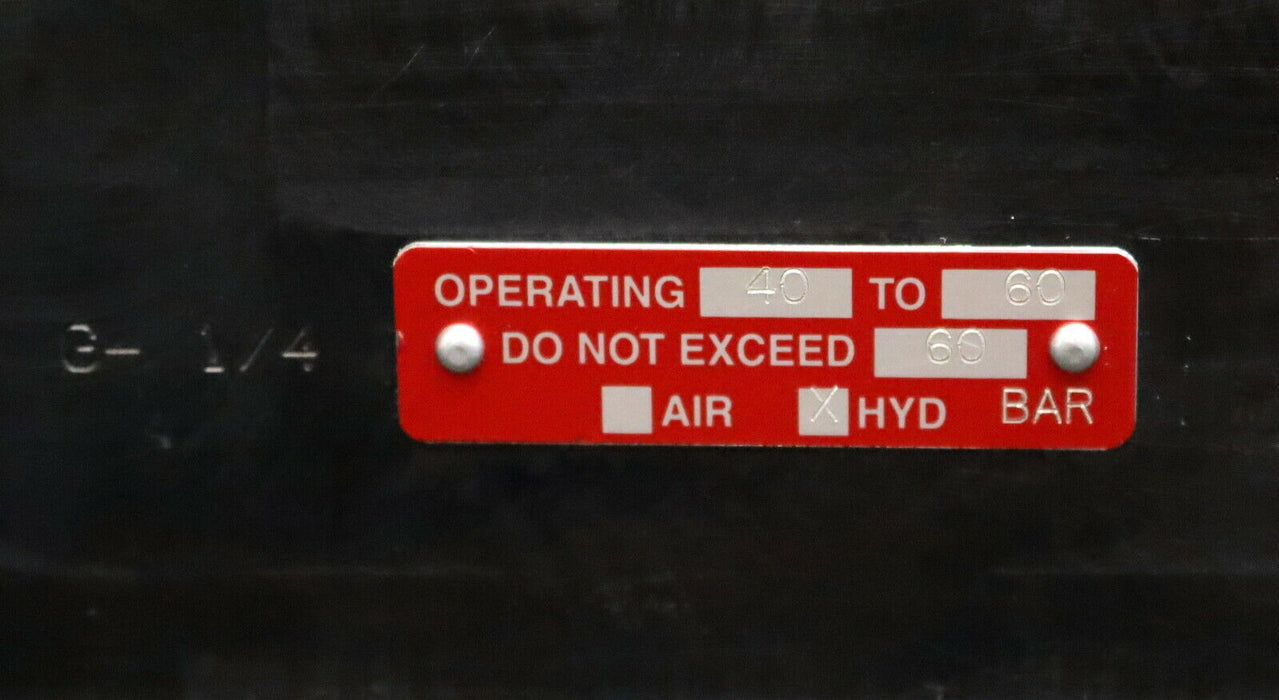 OPERATING 40 TO 60
G- 1/4
DO NOT EXCEED 60
AIR X HYD BAR